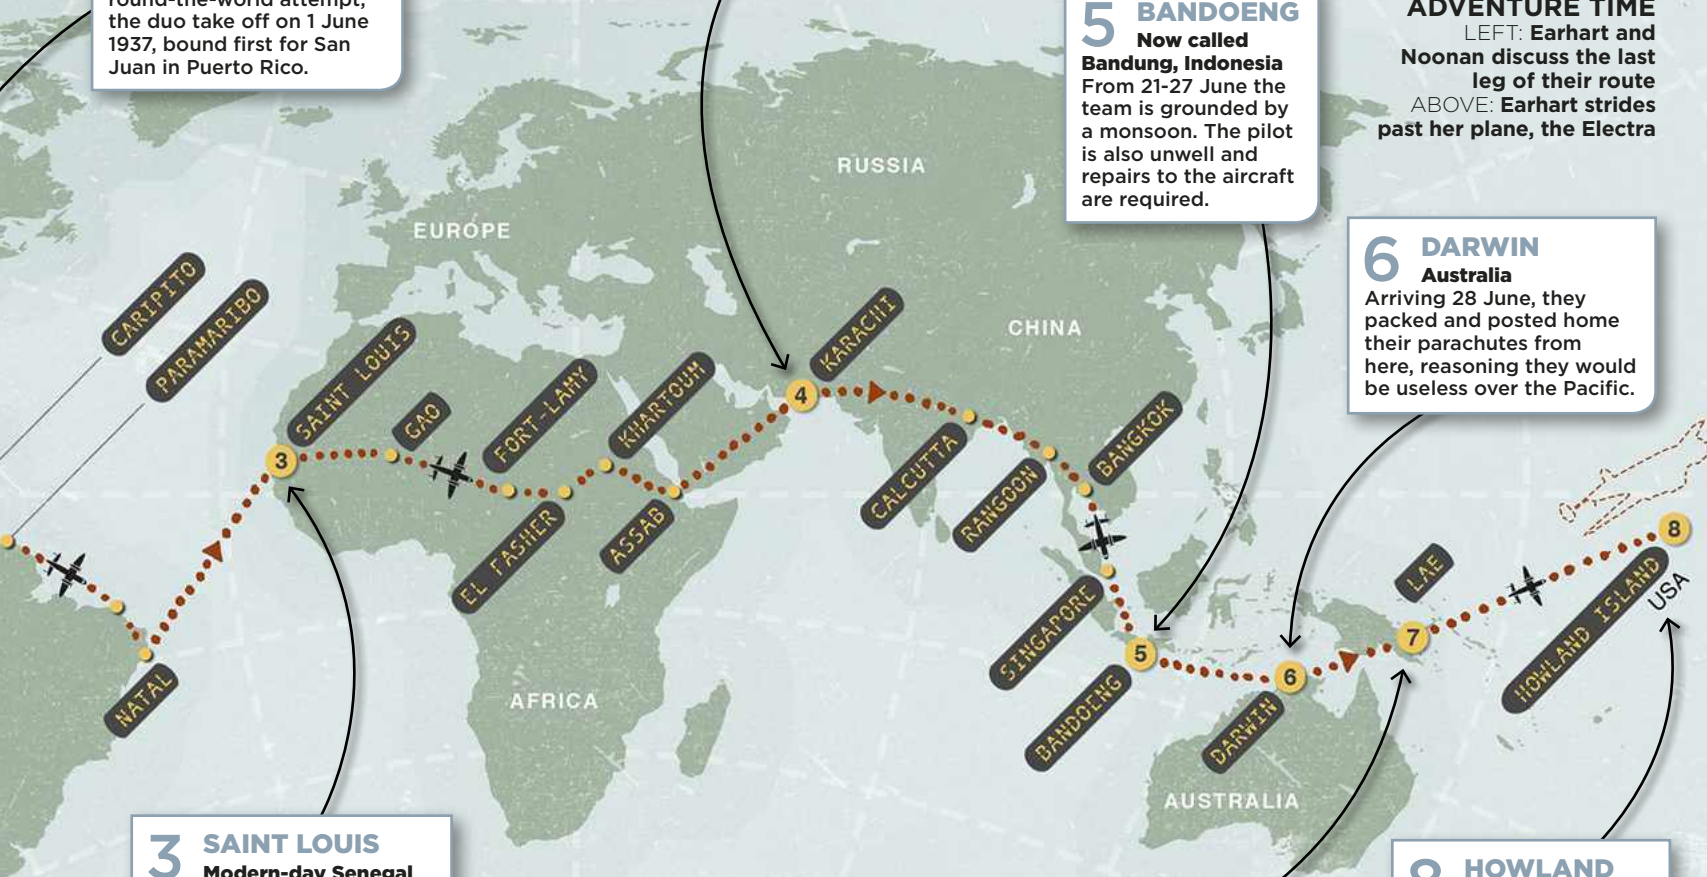 round-the-world attempt,
the duo take off on 1 June
1937, bound first for San
Juan in Puerto Rico.
5 BANDOENG
Now called
Bandung, Indonesia
From 21-27 June the
team is grounded by
a monsoon. The pilot
is also unwell and
repairs to the aircraft
are required.
ADVENTURE TIME
LEFT: Earhart and
Noonan discuss the last
leg of their route
ABOVE: Earhart strides
past her plane, the Electra
6 DARWIN
Australia
Arriving 28 June, they
packed and posted home
their parachutes from
here, reasoning they would
be useless over the Pacific.
RUSSIA
EUROPE
CHINA
AFRICA
AUSTRALIA
CARIPITO
PARAMARIBO
NATAL
3
SAINT LOUIS
GAO
FORT-LAMY
EL FASHER
KHARTOUM
ASSAB
4
KARACHI
CALCUTTA
RANGOON
BANGKOK
SINGAPORE
5
BANDOENG
6
DARWIN
7
LAE
8
HOWLAND ISLAND
USA
3 SAINT LOUIS
Modern-day Senegal
8 HOWLAND